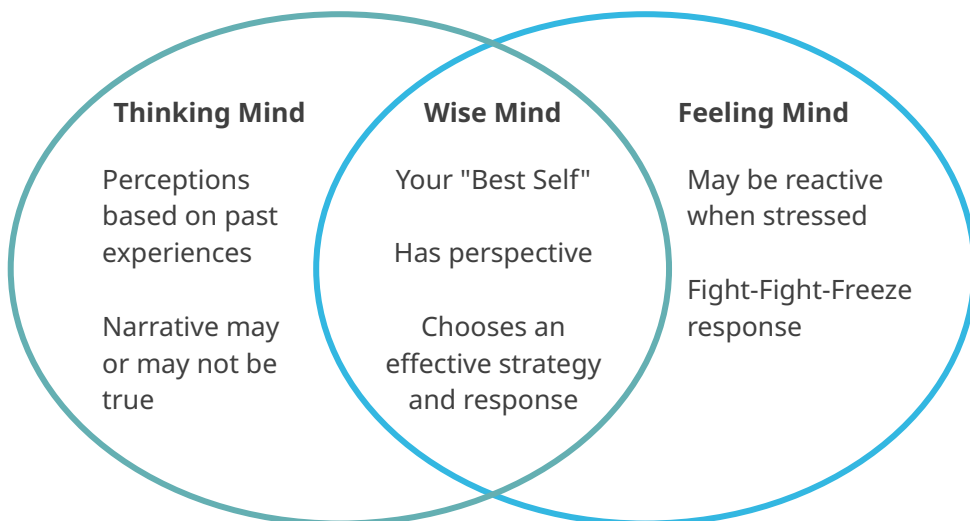 Thinking Mind
Perceptions
based on past
experiences
Narrative may
or may not be
true
Wise Mind
Your "Best Self"
Has perspective
Chooses an
effective strategy
and response
Feeling Mind
May be reactive
when stressed
Fight-Fight-Freeze
response